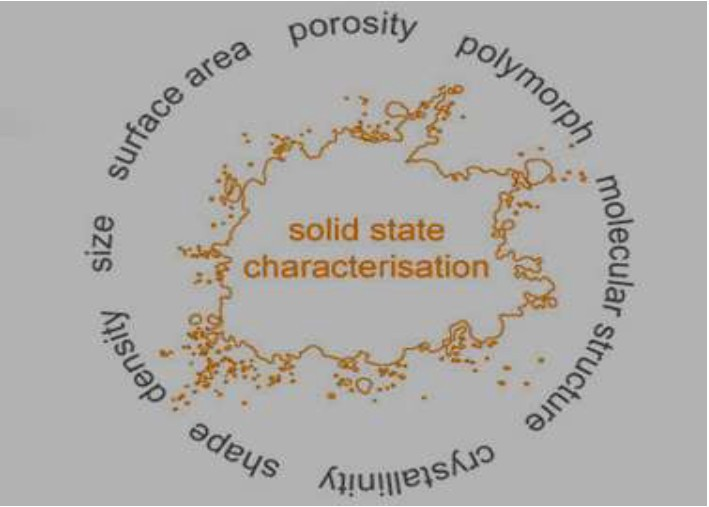 porosity
polymorph
molecular structure
crystallinity
shape
density
size
surface area
solid state
characterisation